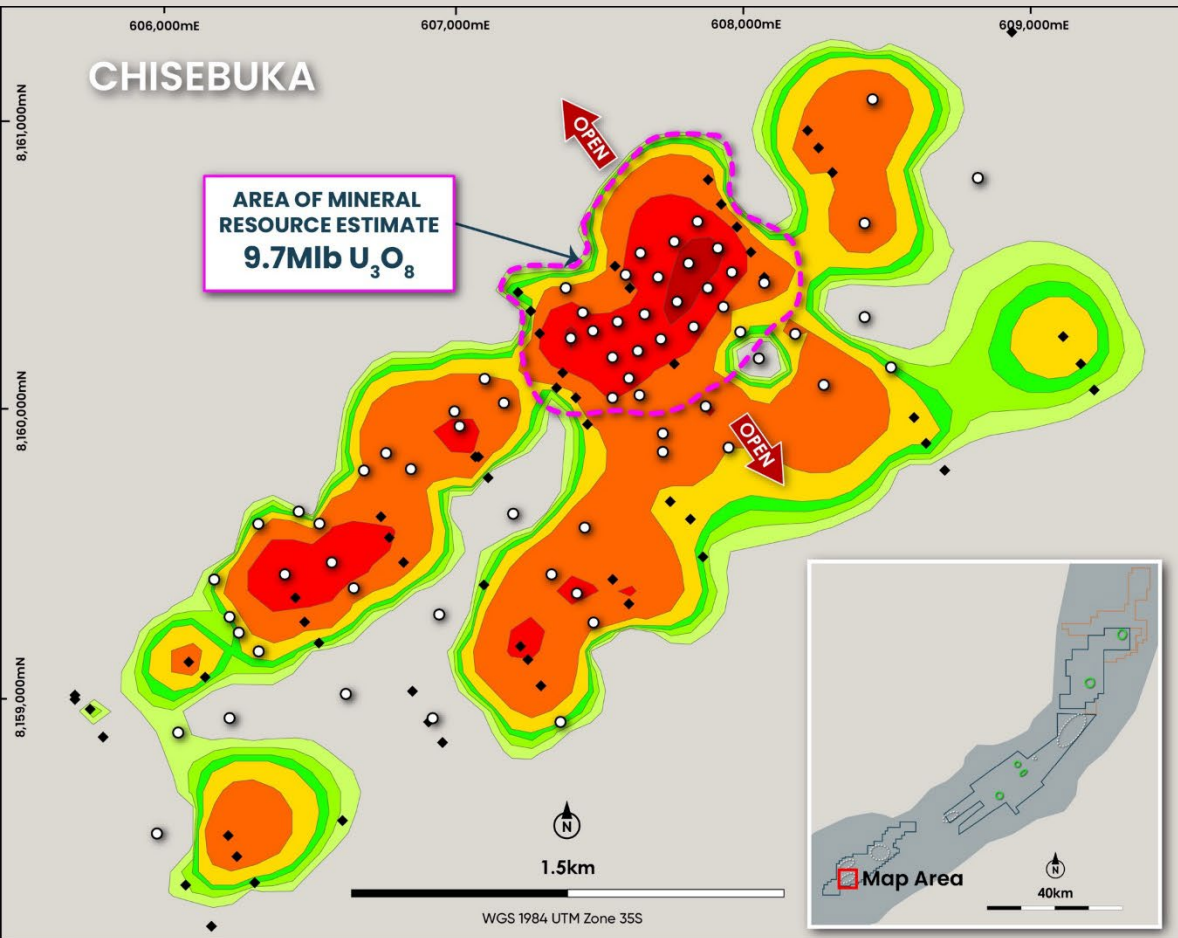 606,000mE
607,000mE
608,000mE
609,000mE
CHISEBUKA
8,161,000mN
OPEN
AREA OF MINERAL
RESOURCE ESTIMATE
9.7Mlb U₃O₈
8,160,000mN
OPEN
8,159,000mN
N
1.5km
WGS 1984 UTM Zone 35S
N
Map Area
40km